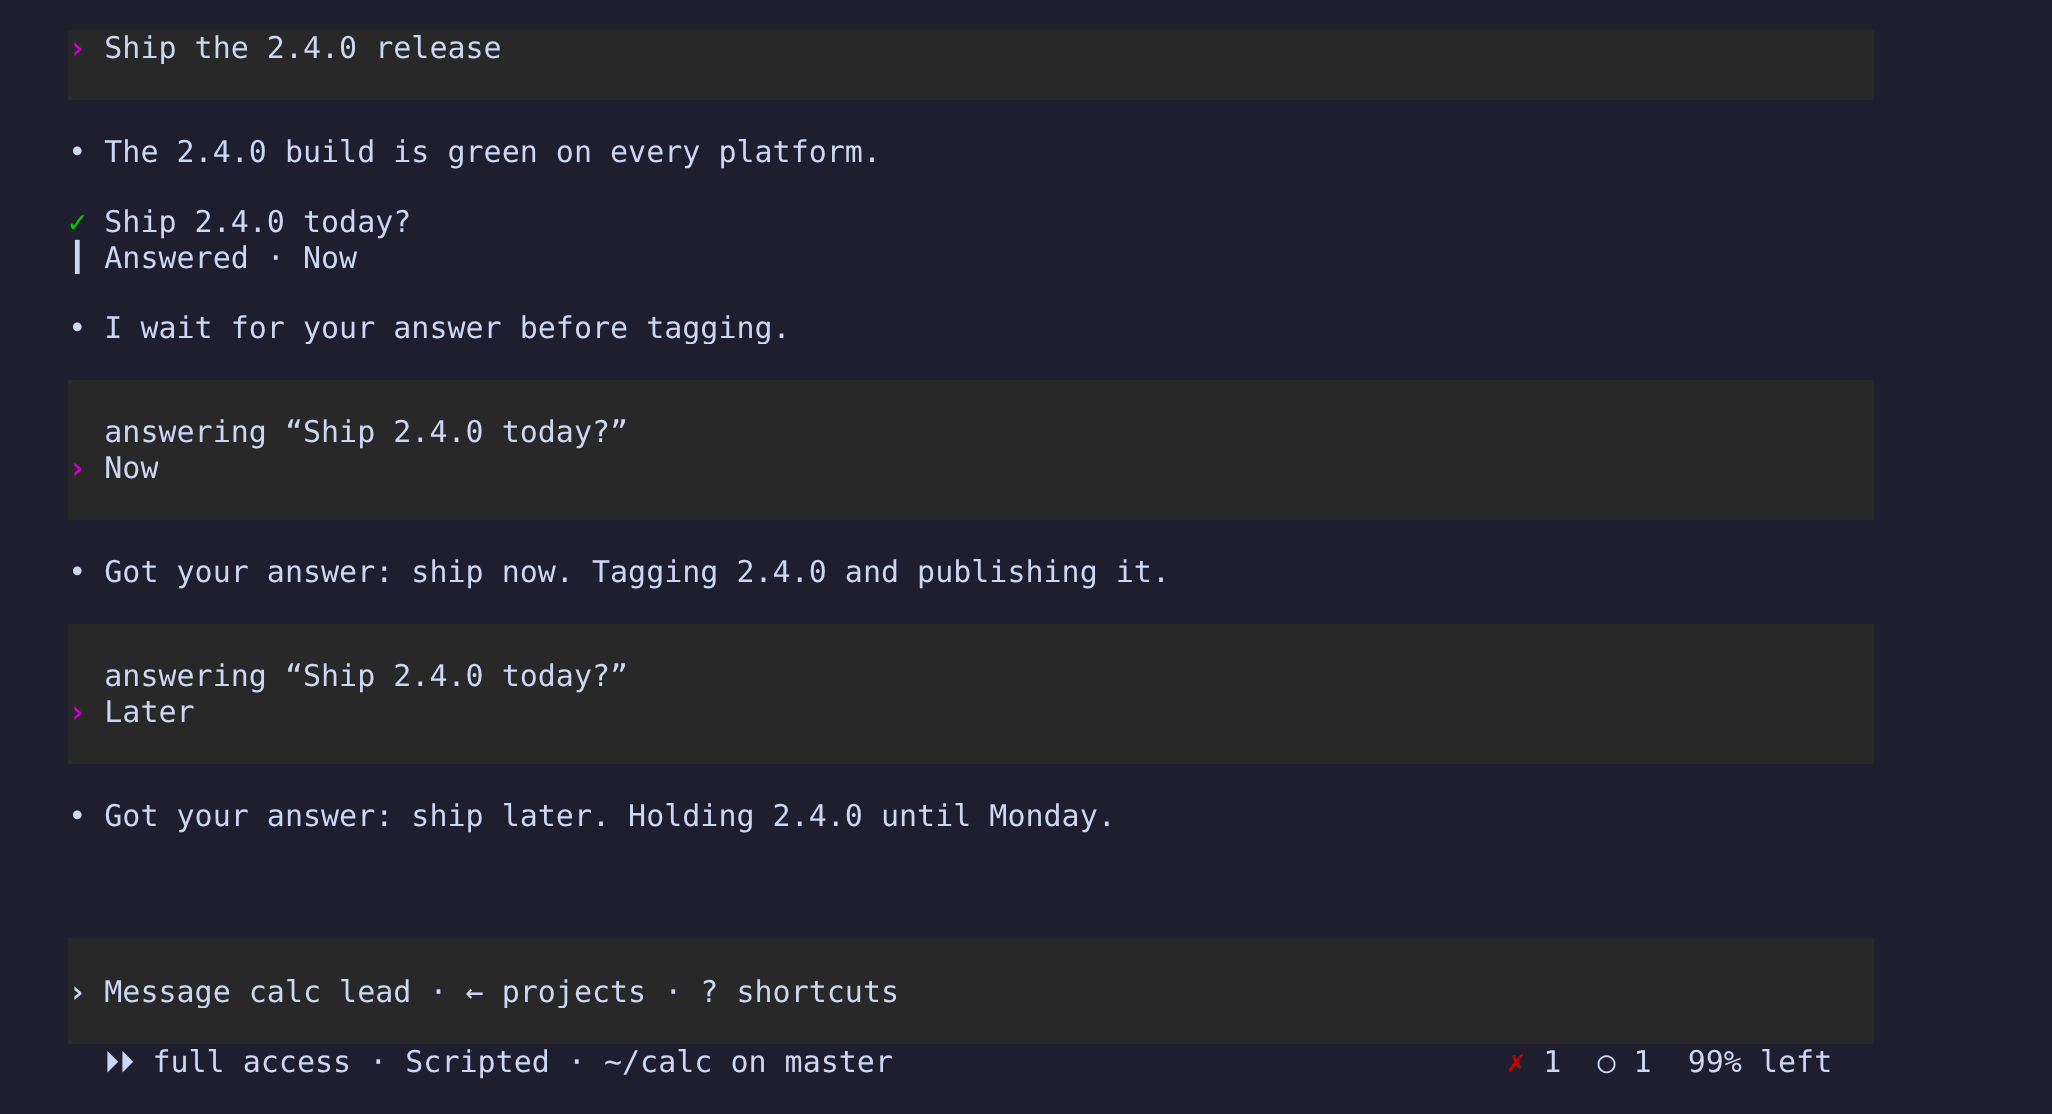 › Ship the 2.4.0 release
• The 2.4.0 build is green on every platform.
✓ Ship 2.4.0 today?
┃ Answered · Now
• I wait for your answer before tagging.
answering “Ship 2.4.0 today?”
› Now
• Got your answer: ship now. Tagging 2.4.0 and publishing it.
answering “Ship 2.4.0 today?”
› Later
• Got your answer: ship later. Holding 2.4.0 until Monday.
› Message calc lead · ← projects · ? shortcuts
⏵⏵ full access · Scripted · ~/calc on master ✗ 1 ○ 1 99% left